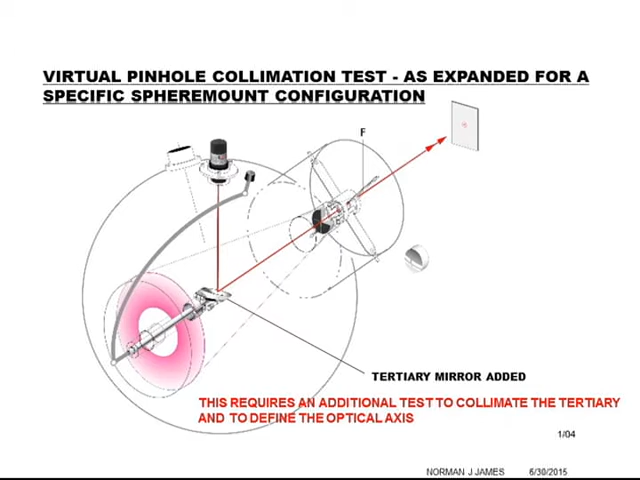 VIRTUAL PINHOLE COLLIMATION TEST - AS EXPANDED FOR A
SPECIFIC SPHEREMOUNT CONFIGURATION
F
TERTIARY MIRROR ADDED
THIS REQUIRES AN ADDITIONAL TEST TO COLLIMATE THE TERTIARY
AND TO DEFINE THE OPTICAL AXIS
1/04
NORMAN J JAMES 6/30/2015